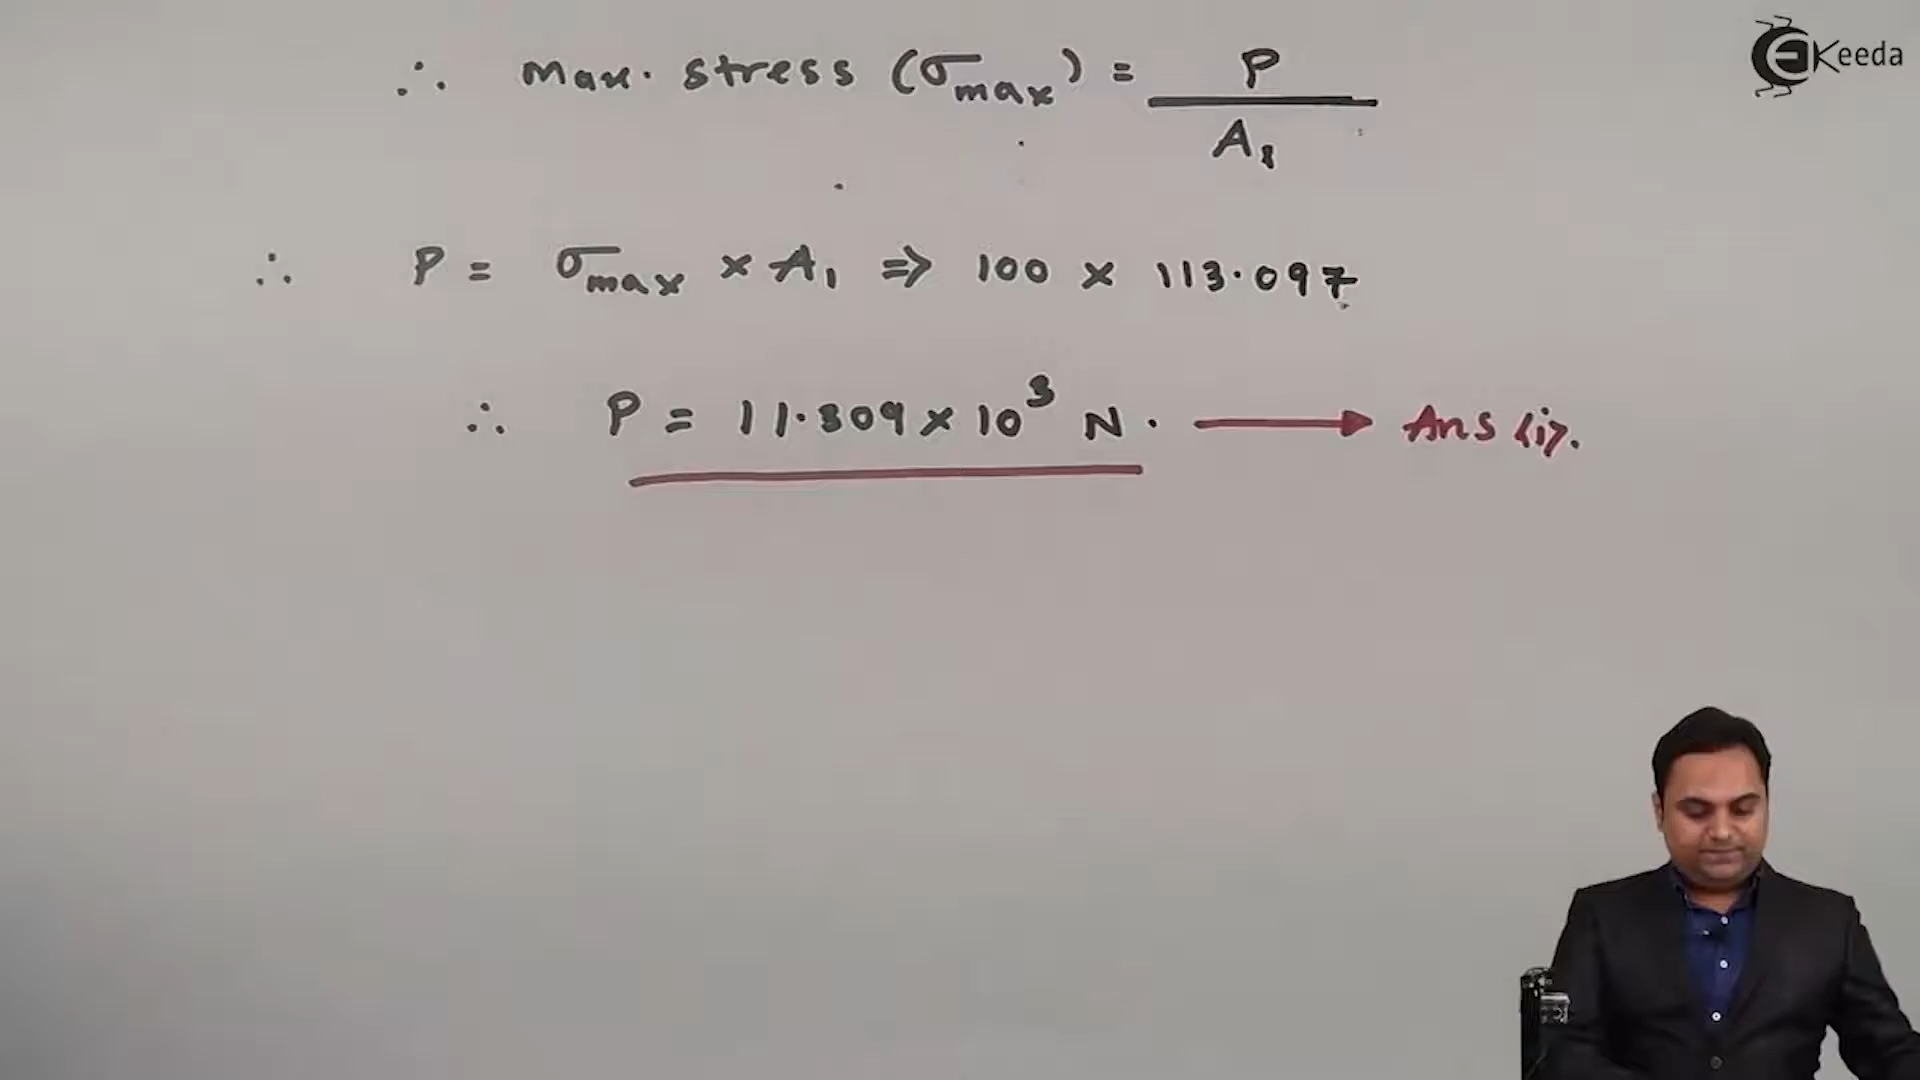 EKeeda
∴ Max. stress (σmax) = P / A₁
∴ P = σmax × A₁ ⇒ 100 × 113.097
∴ P = 11.309 × 10³ N. → Ans (i).